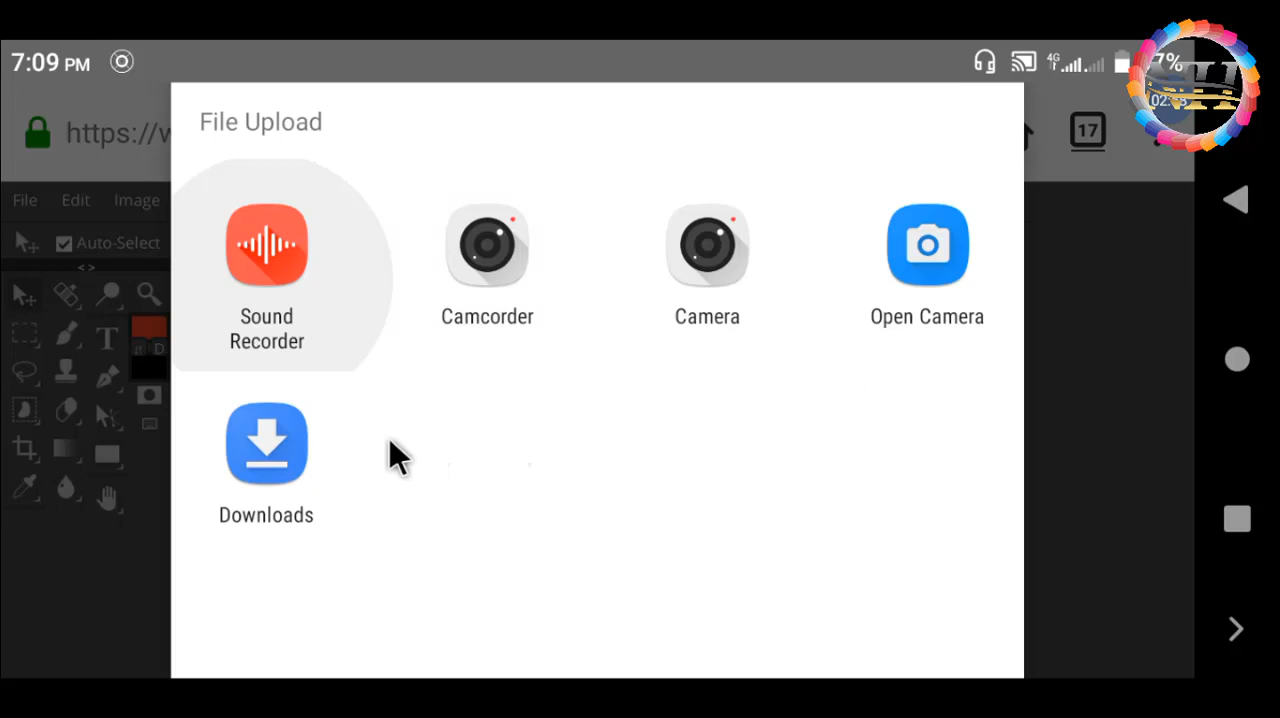 7:09 PM
4G
7%
https://w
17
File Upload
File Edit Image
Auto-Select
Sound
Recorder
Camcorder
Camera
Open Camera
T
D
Downloads